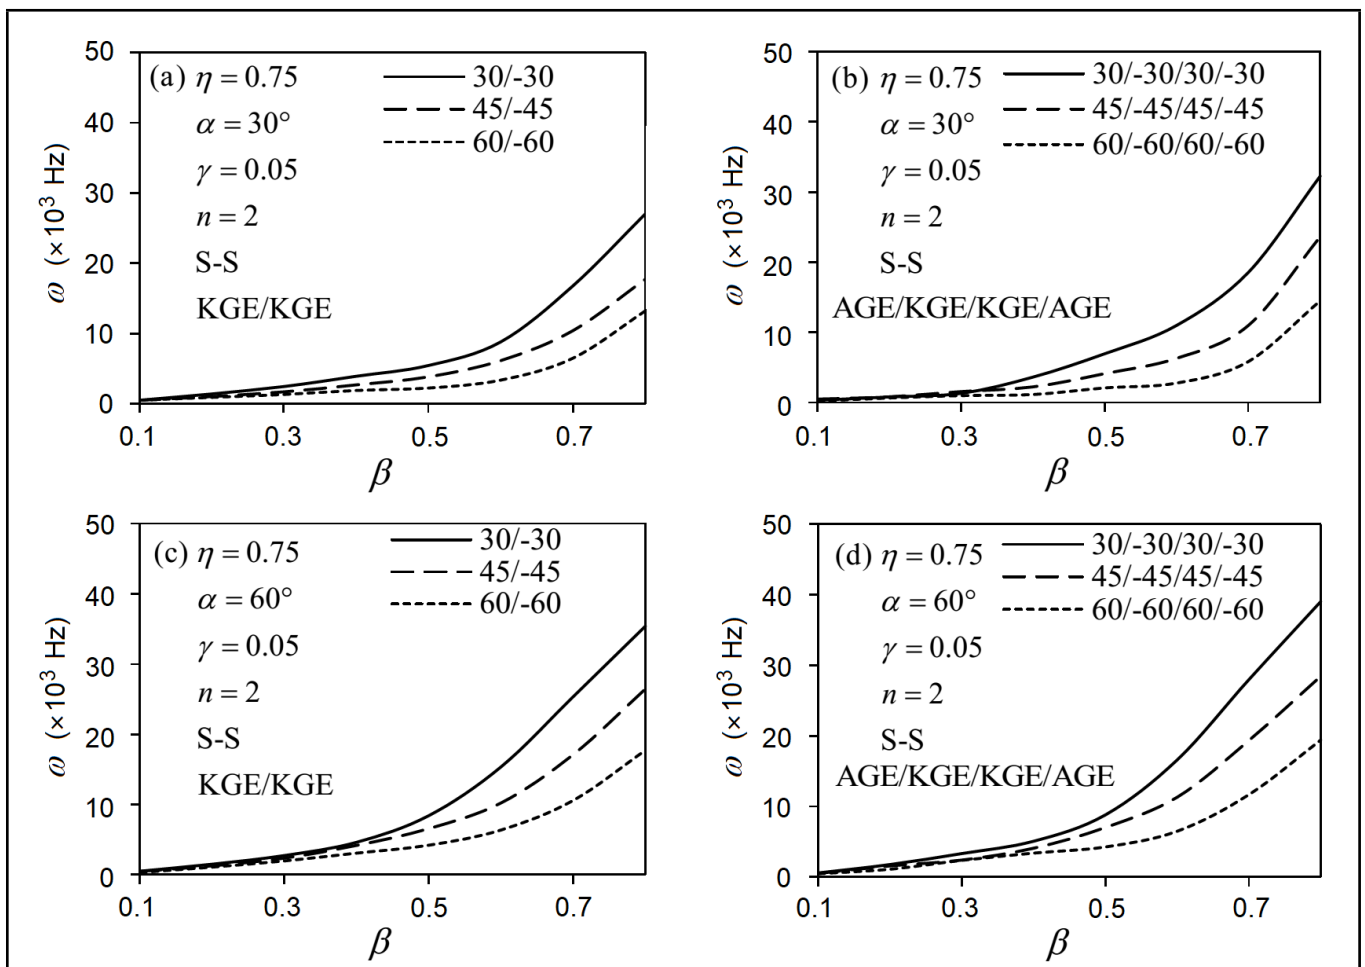 (a) η = 0.75
α = 30°
γ = 0.05
n = 2
S-S
KGE/KGE
30/-30
45/-45
60/-60
ω (×10³ Hz)
50
40
30
20
10
0
0.1 0.3 0.5 0.7
β
(b) η = 0.75
α = 30°
γ = 0.05
n = 2
S-S
AGE/KGE/KGE/AGE
30/-30/30/-30
45/-45/45/-45
60/-60/60/-60
ω (×10³ Hz)
50
40
30
20
10
0
0.1 0.3 0.5 0.7
β
(c) η = 0.75
α = 60°
γ = 0.05
n = 2
S-S
KGE/KGE
30/-30
45/-45
60/-60
ω (×10³ Hz)
50
40
30
20
10
0
0.1 0.3 0.5 0.7
β
(d) η = 0.75
α = 60°
γ = 0.05
n = 2
S-S
AGE/KGE/KGE/AGE
30/-30/30/-30
45/-45/45/-45
60/-60/60/-60
ω (×10³ Hz)
50
40
30
20
10
0
0.1 0.3 0.5 0.7
β